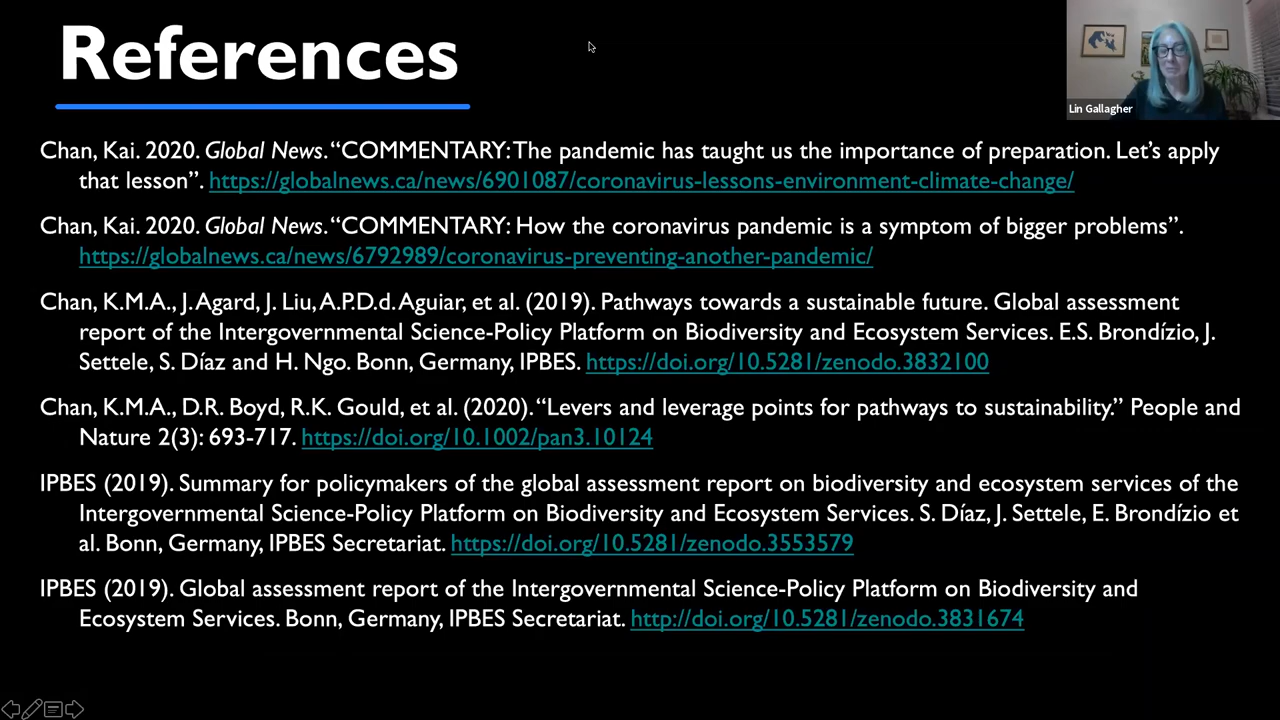 References
Lin Gallagher
Chan, Kai. 2020. Global News. “COMMENTARY: The pandemic has taught us the importance of preparation. Let’s apply
that lesson”. https://globalnews.ca/news/6901087/coronavirus-lessons-environment-climate-change/
Chan, Kai. 2020. Global News. “COMMENTARY: How the coronavirus pandemic is a symptom of bigger problems”.
https://globalnews.ca/news/6792989/coronavirus-preventing-another-pandemic/
Chan, K.M.A., J. Agard, J. Liu, A.P.D.d. Aguiar, et al. (2019). Pathways towards a sustainable future. Global assessment
report of the Intergovernmental Science-Policy Platform on Biodiversity and Ecosystem Services. E.S. Brondízio, J.
Settele, S. Díaz and H. Ngo. Bonn, Germany, IPBES. https://doi.org/10.5281/zenodo.3832100
Chan, K.M.A., D.R. Boyd, R.K. Gould, et al. (2020). “Levers and leverage points for pathways to sustainability.” People and
Nature 2(3): 693-717. https://doi.org/10.1002/pan3.10124
IPBES (2019). Summary for policymakers of the global assessment report on biodiversity and ecosystem services of the
Intergovernmental Science-Policy Platform on Biodiversity and Ecosystem Services. S. Díaz, J. Settele, E. Brondízio et
al. Bonn, Germany, IPBES Secretariat. https://doi.org/10.5281/zenodo.3553579
IPBES (2019). Global assessment report of the Intergovernmental Science-Policy Platform on Biodiversity and
Ecosystem Services. Bonn, Germany, IPBES Secretariat. http://doi.org/10.5281/zenodo.3831674